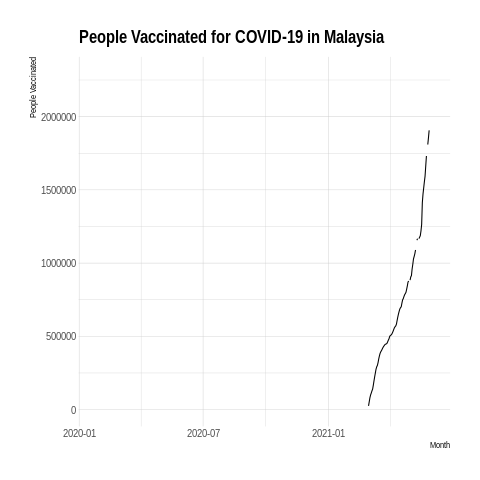 People Vaccinated for COVID-19 in Malaysia
People Vaccinated
2000000
1500000
1000000
500000
0
2020-01 2020-07 2021-01
Month